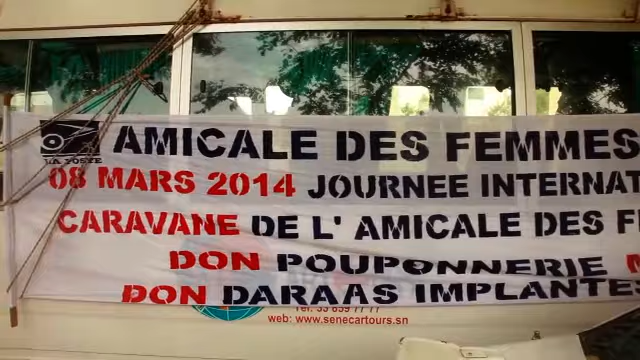 LA POSTE
AMICALE DES FEMMES
08 MARS 2014 JOURNEE INTERNAT
CARAVANE DE L' AMICALE DES F
DON POUPONNERIE
DON DARAAS IMPLANTE
web: www.senecartours.sn